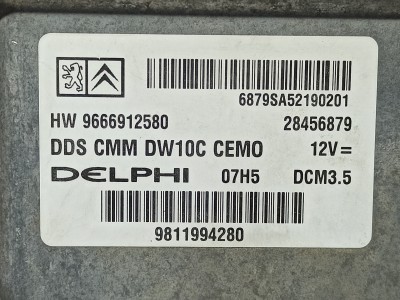 6879SA52190201
HW 9666912580 28456879
DDS CMM DW10C CEMO 12V=
DELPHI 07H5 DCM3.5
9811994280